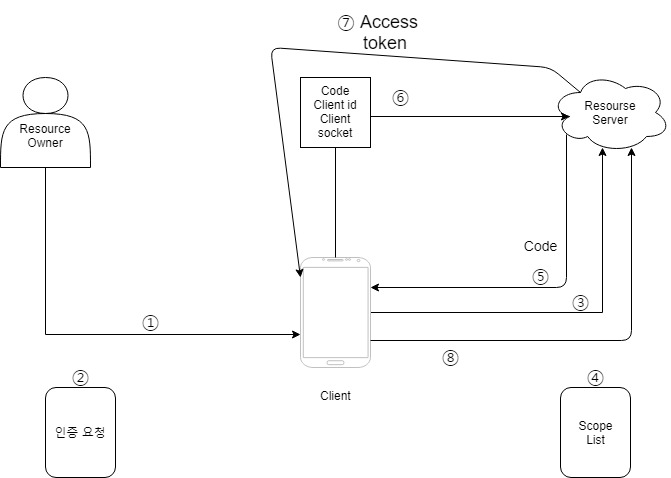 ⑦ Access
token
Code
Client id
Client
socket
⑥
Resourse
Server
Resource
Owner
Code
⑤
③
①
⑧
②
인증 요청
Client
④
Scope
List